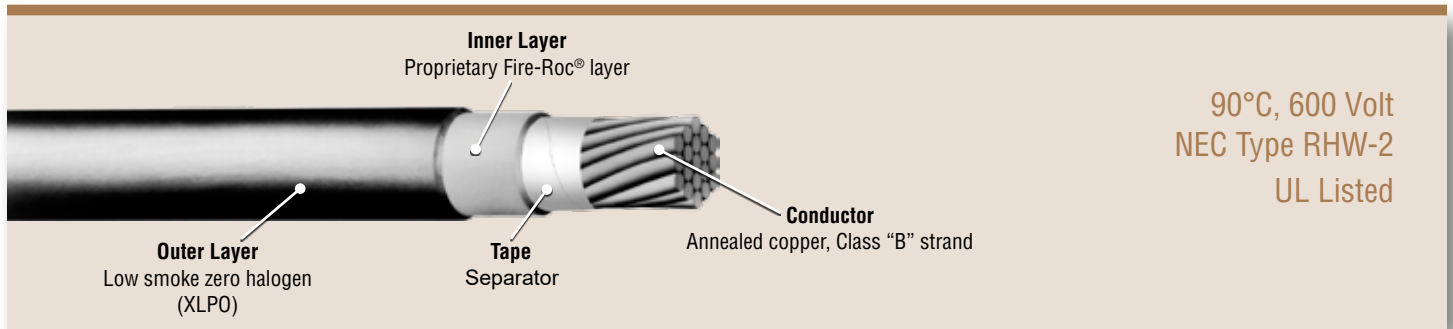 Inner Layer
Proprietary Fire-Roc® layer
90°C, 600 Volt
NEC Type RHW-2
UL Listed
Conductor
Annealed copper, Class “B” strand
Outer Layer
Low smoke zero halogen
(XLPO)
Tape
Separator